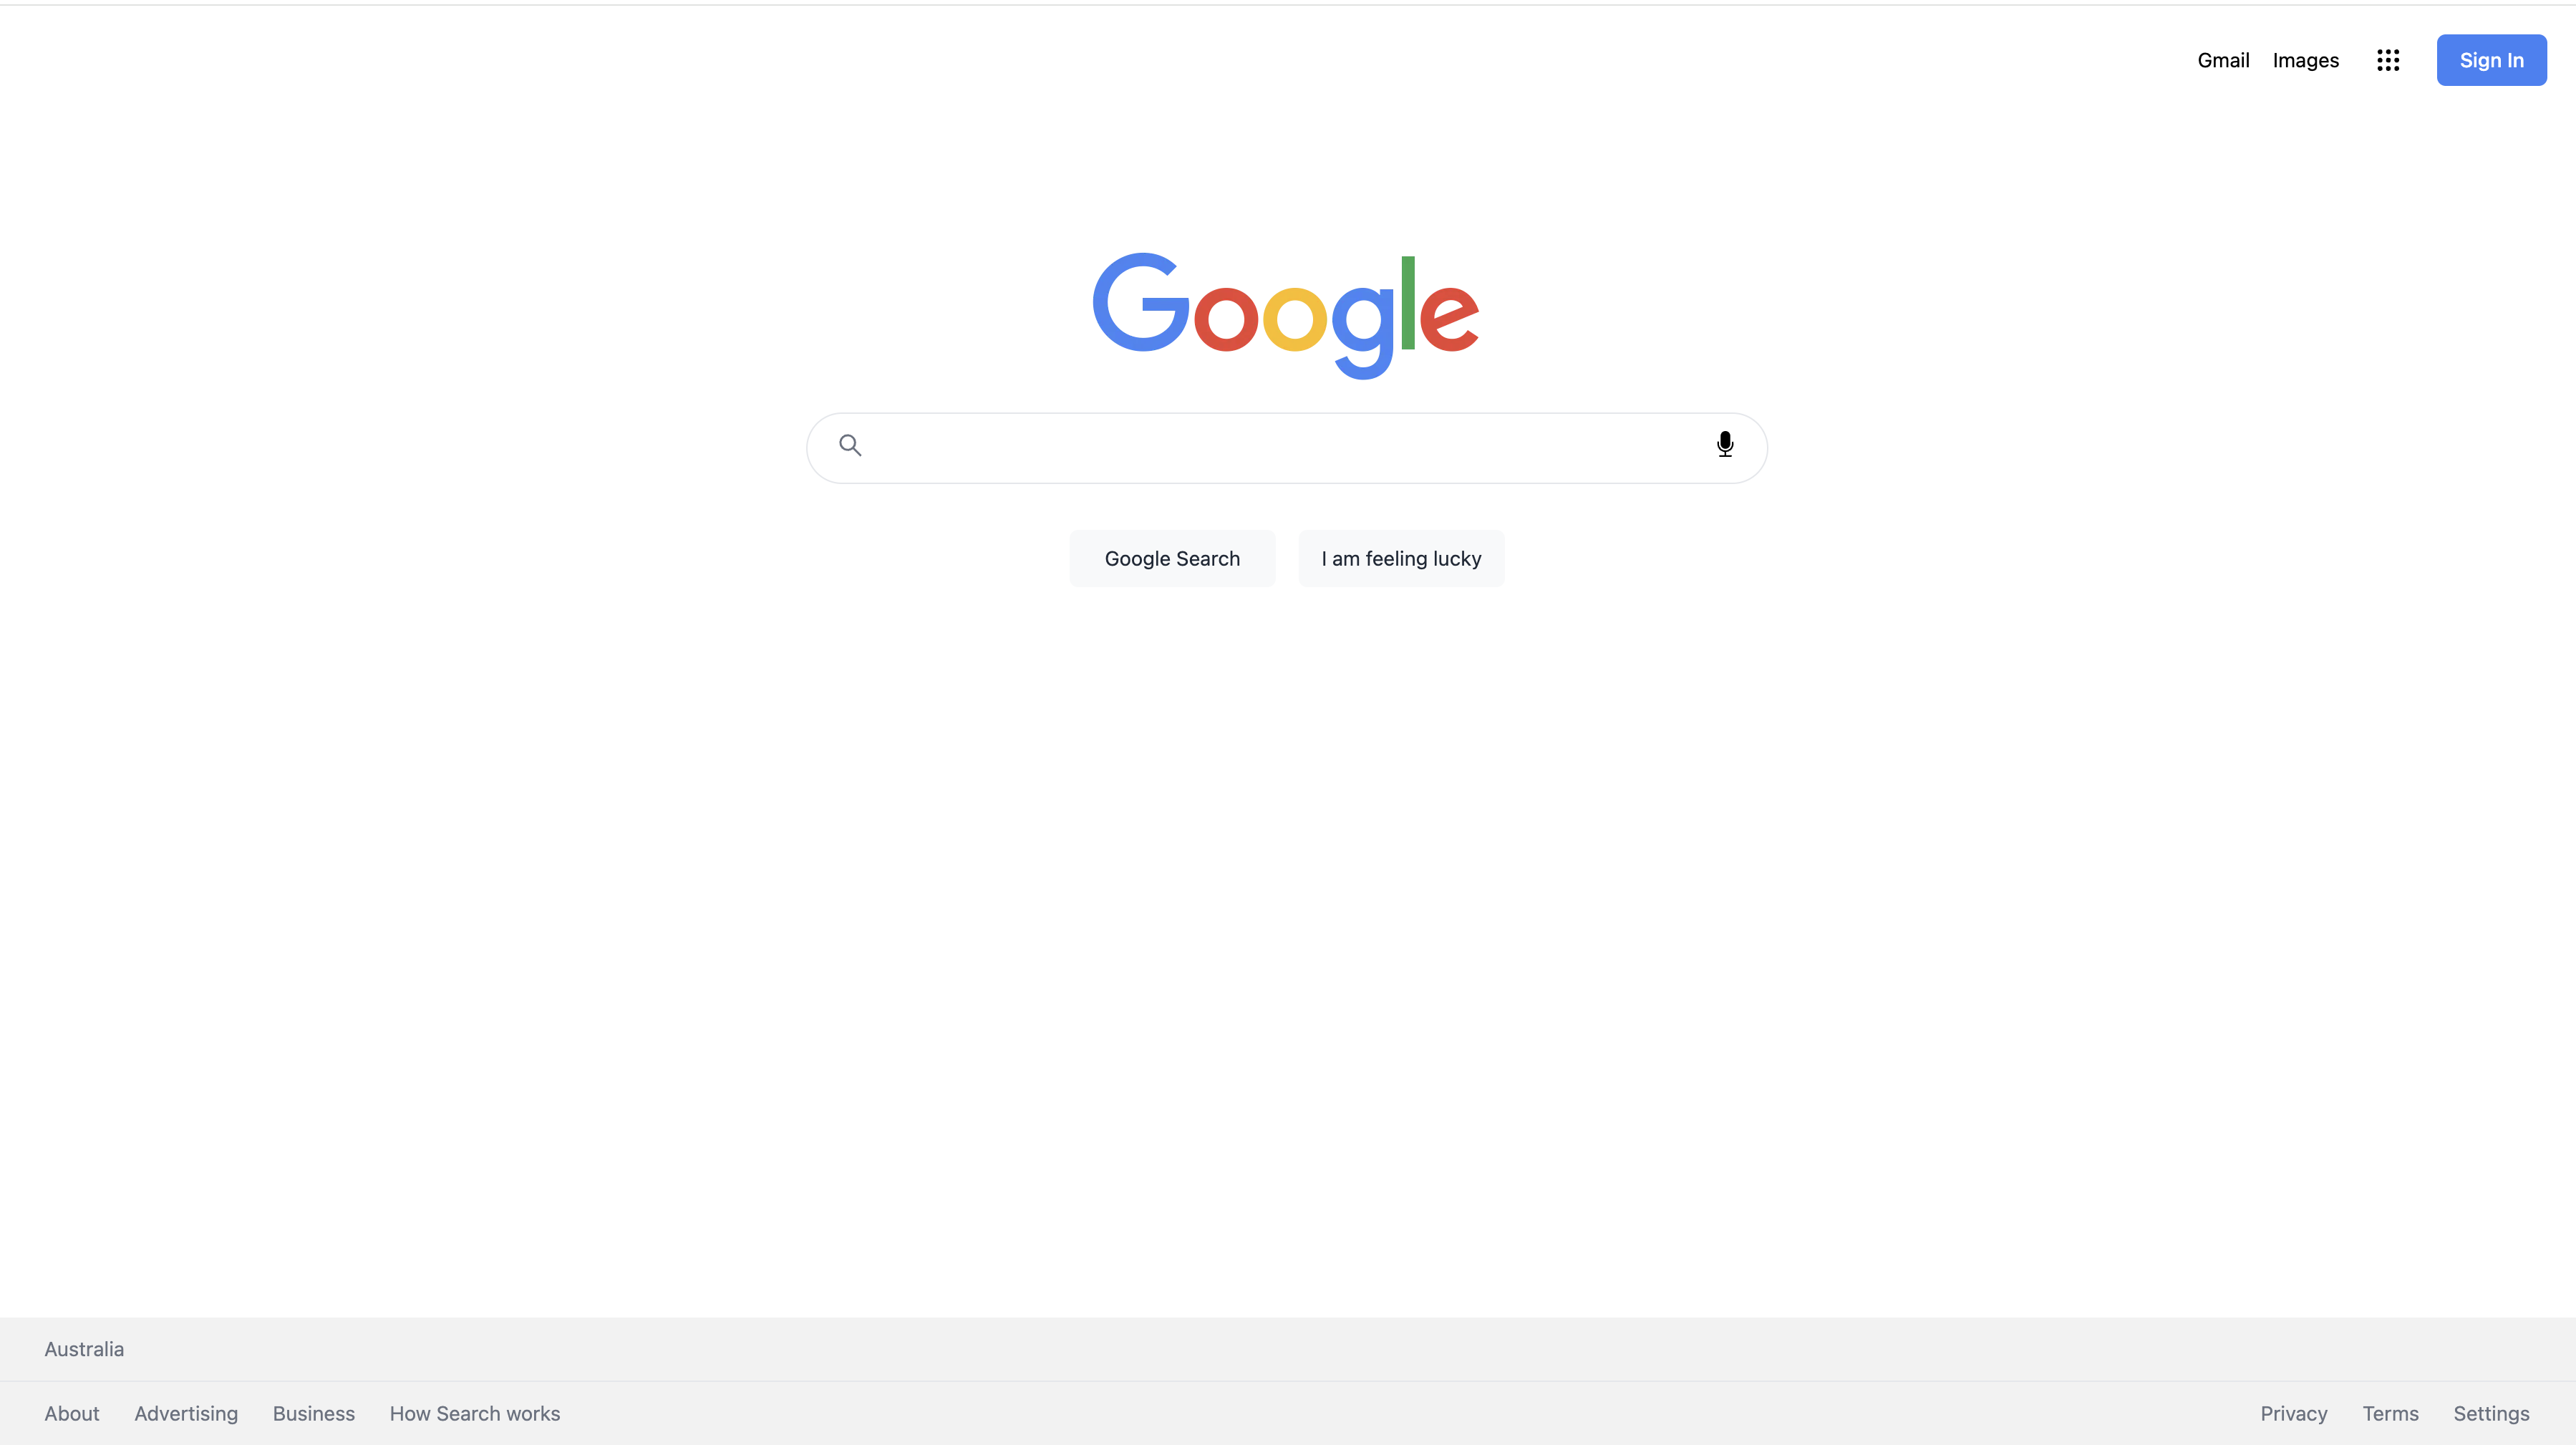 Gmail Images Sign In
Google
Google Search I am feeling lucky
Australia
About Advertising Business How Search works Privacy Terms Settings